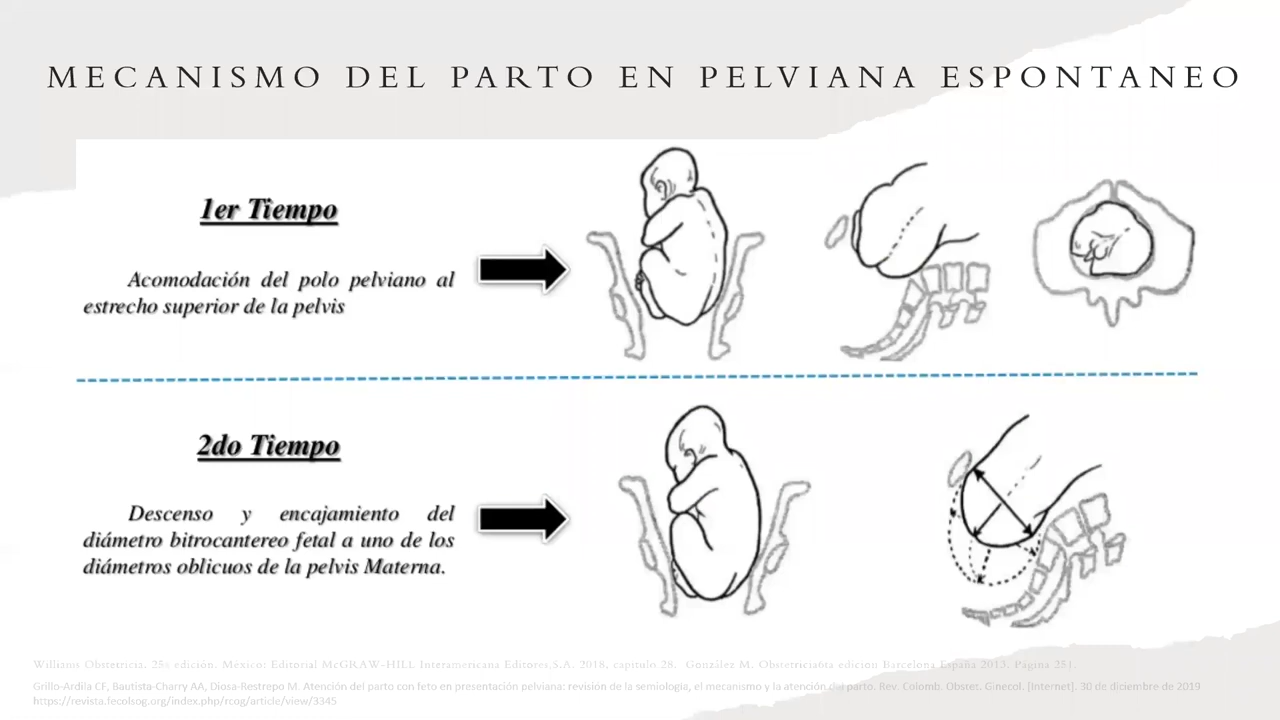 MECANISMO DEL PARTO EN PELVIANA ESPONTANEO
1er Tiempo
Acomodación del polo pelviano al
estrecho superior de la pelvis
2do Tiempo
Descenso y encajamiento del
diámetro bitrocantereo fetal a uno de los
diámetros oblicuos de la pelvis Materna.
Williams Obstetricia. 25a edición. México: Editorial McGRAW-HILL Interamericana Editores,S.A. 2018, capitulo 28. González M. Obstetricia6ta edicion Barcelona España 2013. Página 251.
Grillo-Ardila CF, Bautista-Charry AA, Diosa-Restrepo M. Atención del parto con feto en presentación pelviana: revisión de la semiología, el mecanismo y la atención del parto. Rev. Colomb. Obstet. Ginecol. [Internet]. 30 de diciembre de 2019
https://revista.fecolsog.org/index.php/rcog/article/view/3345